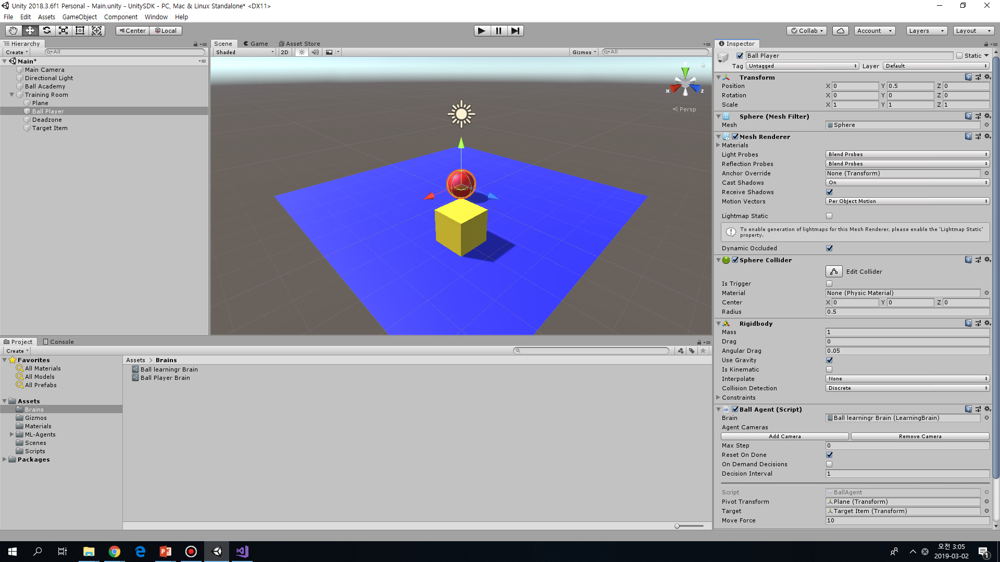 Unity 2018.3.6f1 Personal - Main.unity - UnitySDK - PC, Mac & Linux Standalone* <DX11>
File Edit Assets GameObject Component Window Help
Center Local
Collab Account Layers Layout
Hierarchy
Create All
Main*
Main Camera
Directional Light
Ball Academy
Training Room
Plane
Ball Player
Deadzone
Target Item
Scene Game Asset Store
Shaded 2D Gizmos All
y
x z
Persp
Project Console
Create
Favorites
All Materials
All Models
All Prefabs
Assets
Brains
Gizmos
Materials
ML-Agents
Scenes
Scripts
Packages
Assets > Brains
Ball learningr Brain
Ball Player Brain
Inspector
Ball Player Static
Tag Untagged Layer Default
Transform
Position X 0 Y 0.5 Z 0
Rotation X 0 Y 0 Z 0
Scale X 1 Y 1 Z 1
Sphere (Mesh Filter)
Mesh Sphere
Mesh Renderer
Materials
Light Probes Blend Probes
Reflection Probes Blend Probes
Anchor Override None (Transform)
Cast Shadows On
Receive Shadows
Motion Vectors Per Object Motion
Lightmap Static
To enable generation of lightmaps for this Mesh Renderer, please enable the 'Lightmap Static'
property.
Dynamic Occluded
Sphere Collider
Edit Collider
Is Trigger
Material None (Physic Material)
Center X 0 Y 0 Z 0
Radius 0.5
Rigidbody
Mass 1
Drag 0
Angular Drag 0.05
Use Gravity
Is Kinematic
Interpolate None
Collision Detection Discrete
Constraints
Ball Agent (Script)
Brain Ball learningr Brain (LearningBrain)
Agent Cameras
Add Camera Remove Camera
Max Step 0
Reset On Done
On Demand Decisions
Decision Interval 1
Script BallAgent
Pivot Transform Plane (Transform)
Target Target Item (Transform)
Move Force 10
오전 3:05
2019-03-02
1